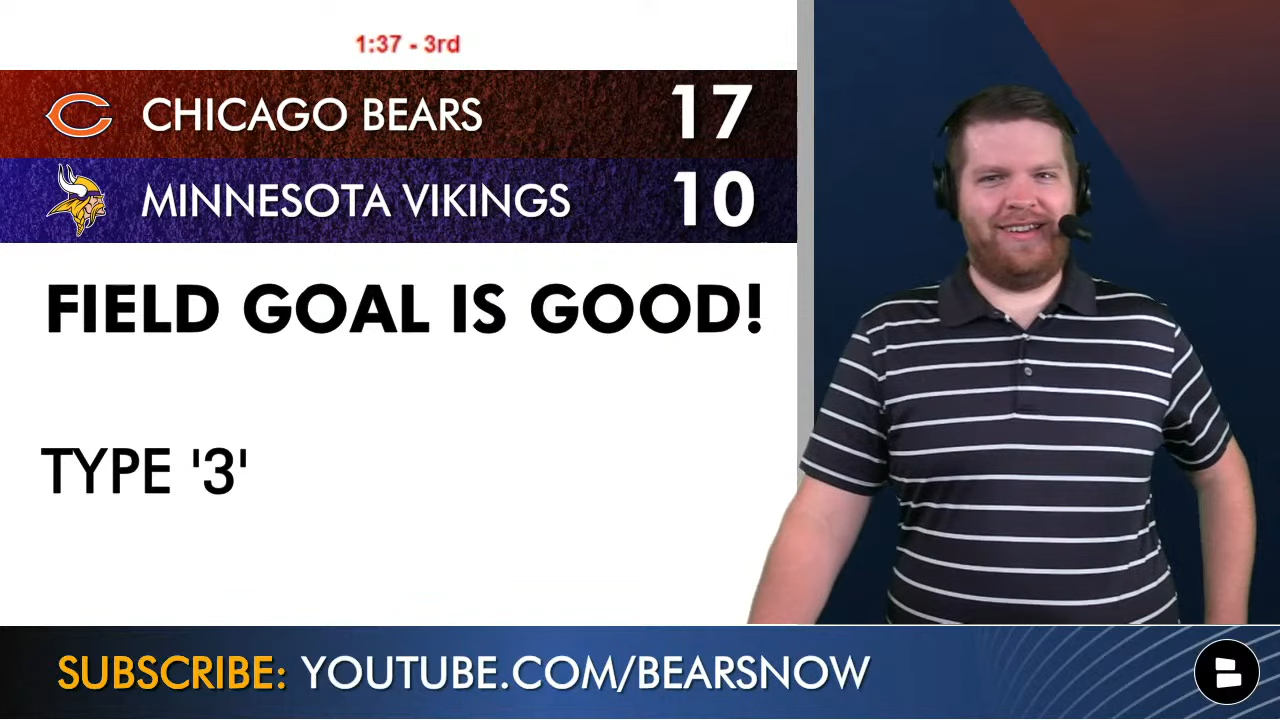 1:37 - 3rd
CHICAGO BEARS 17
MINNESOTA VIKINGS 10
FIELD GOAL IS GOOD!
TYPE '3'
SUBSCRIBE: YOUTUBE.COM/BEARSNOW